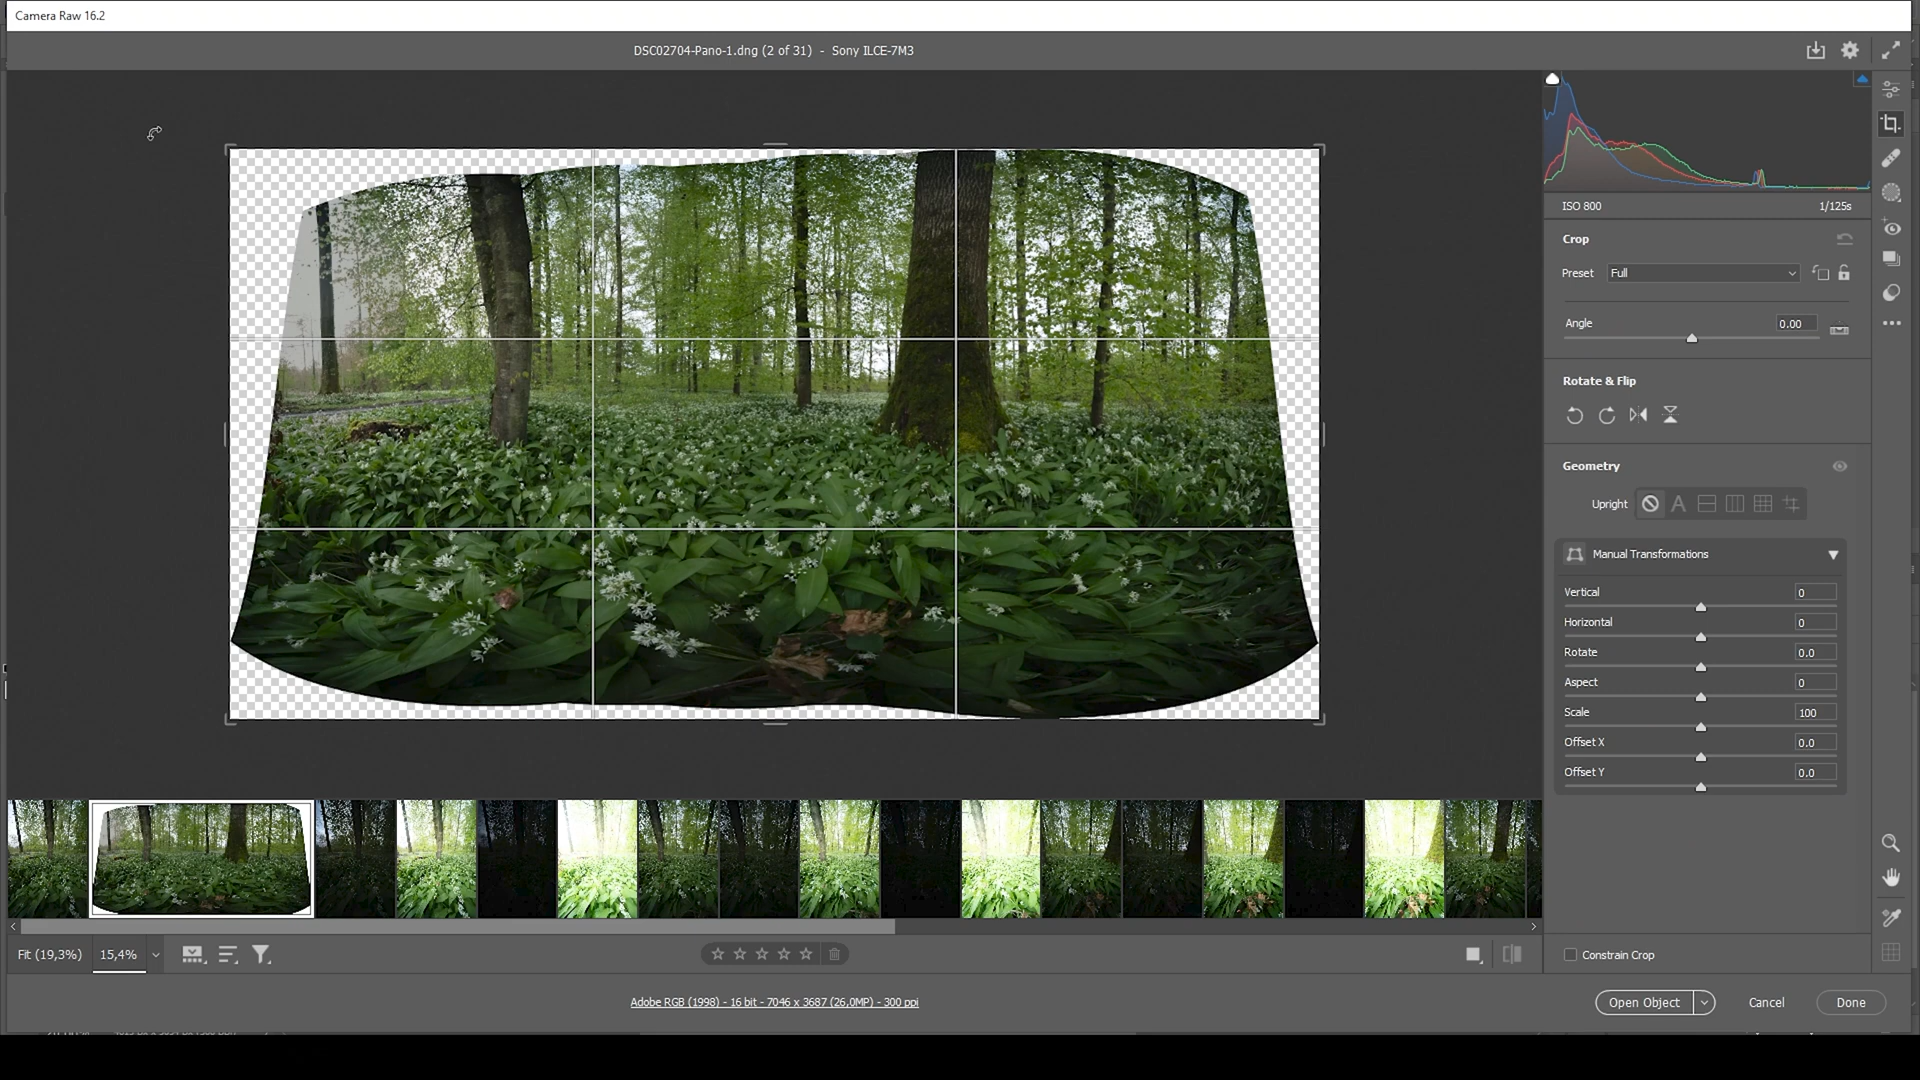 Camera Raw 16.2
DSC02704-Pano-1.dng (2 of 31) - Sony ILCE-7M3
ISO 800 1/125s
Crop
Preset Full
Angle 0.00
Rotate & Flip
Geometry
Upright A
Manual Transformations
Vertical 0
Horizontal 0
Rotate 0.0
Aspect 0
Scale 100
Offset X 0.0
Offset Y 0.0
Fit (19,3%) 15,4%
Constrain Crop
Adobe RGB (1998) - 16 bit - 7046 x 3687 (26,0MP) - 300 ppi
Open Object Cancel Done